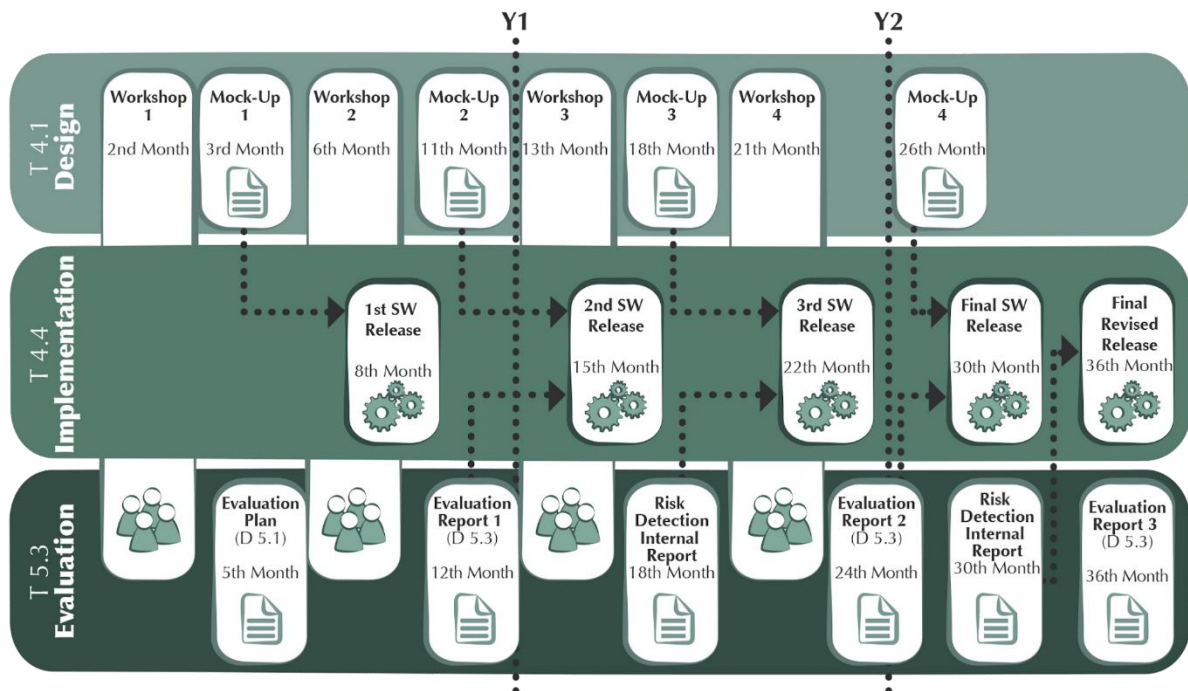 Y1
Y2
T 4.1
Design
Workshop
1
2nd Month
Mock-Up
1
3rd Month
Workshop
2
6th Month
Mock-Up
2
11th Month
Workshop
3
13th Month
Mock-Up
3
18th Month
Workshop
4
21th Month
Mock-Up
4
26th Month
T 4.4
Implementation
1st SW
Release
8th Month
2nd SW
Release
15th Month
3rd SW
Release
22th Month
Final SW
Release
30th Month
Final
Revised
Release
36th Month
T 5.3
Evaluation
Evaluation
Plan
(D 5.1)
5th Month
Evaluation
Report 1
(D 5.3)
12th Month
Risk
Detection
Internal
Report
18th Month
Evaluation
Report 2
(D 5.3)
24th Month
Risk
Detection
Internal
Report
30th Month
Evaluation
Report 3
(D 5.3)
36th Month